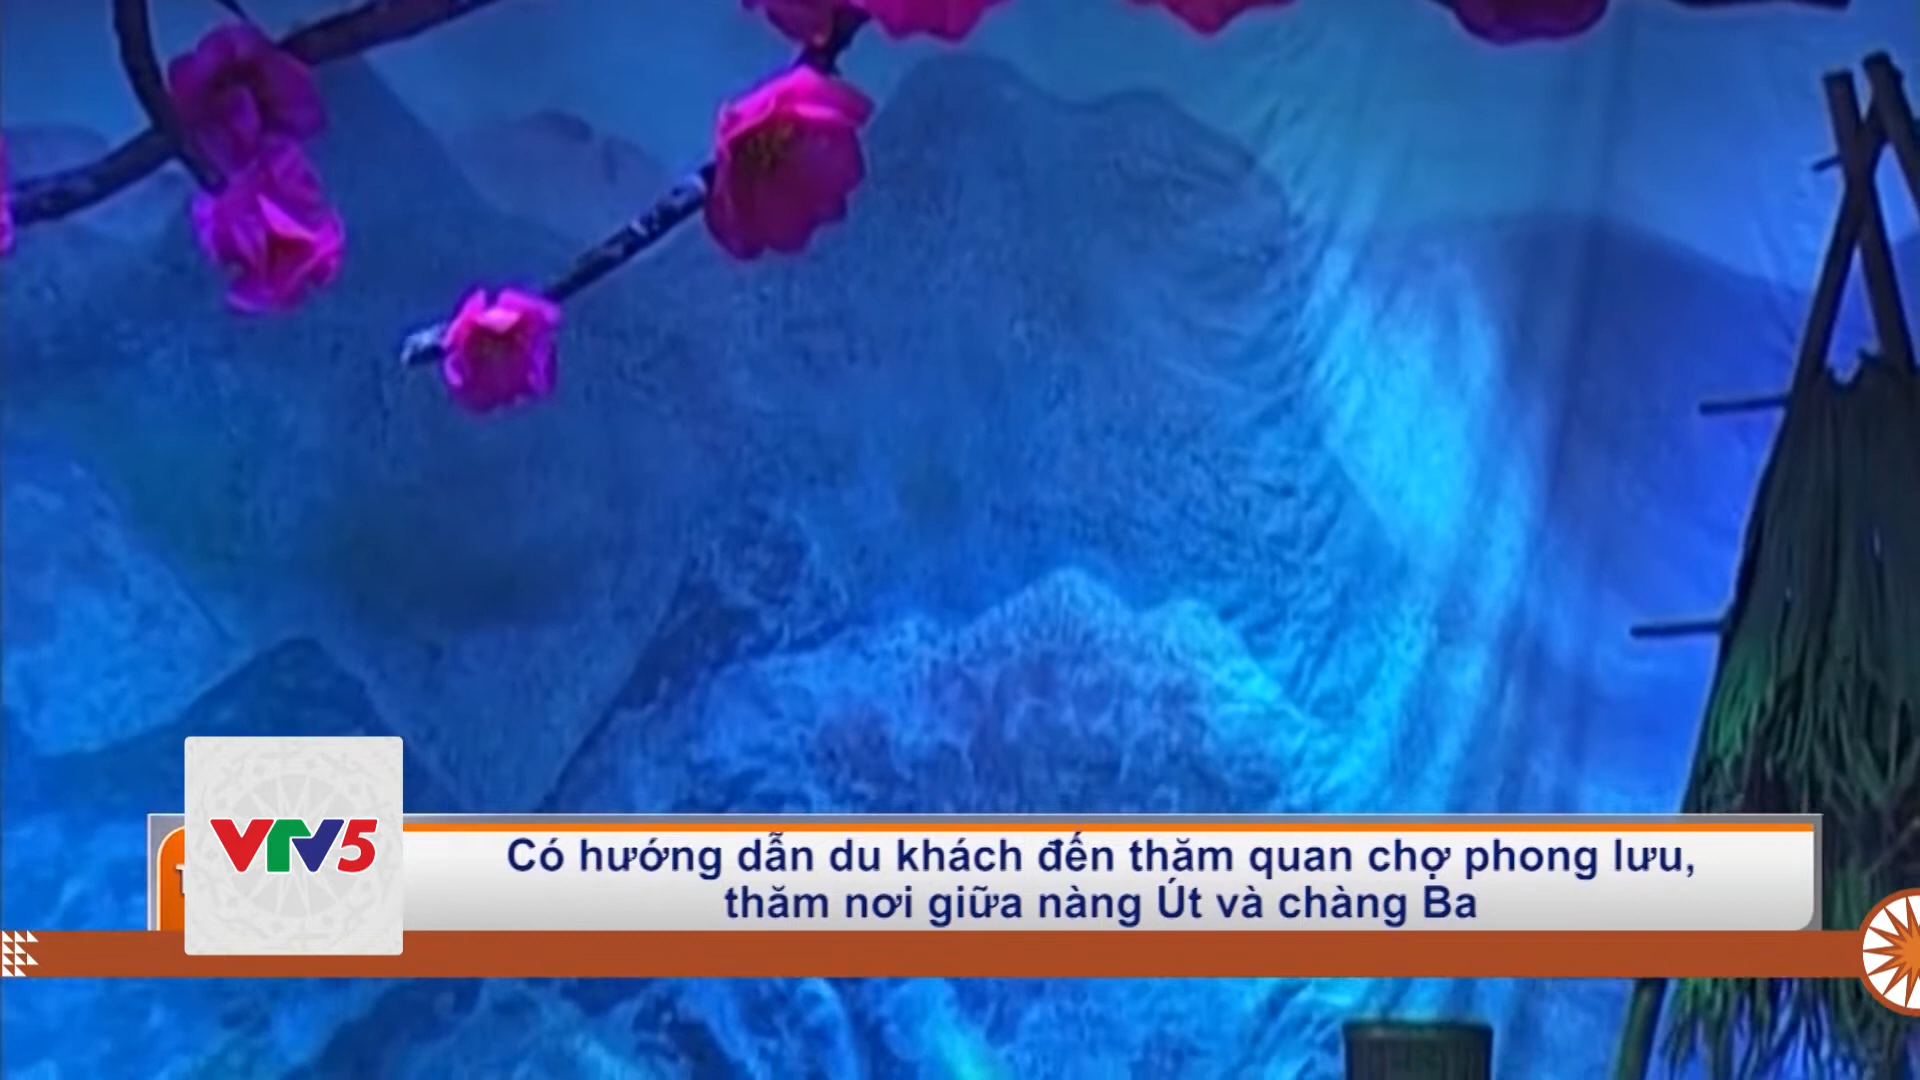 VTV5
Có hướng dẫn du khách đến thăm quan chợ phong lưu,
thăm nơi giữa nàng Út và chàng Ba